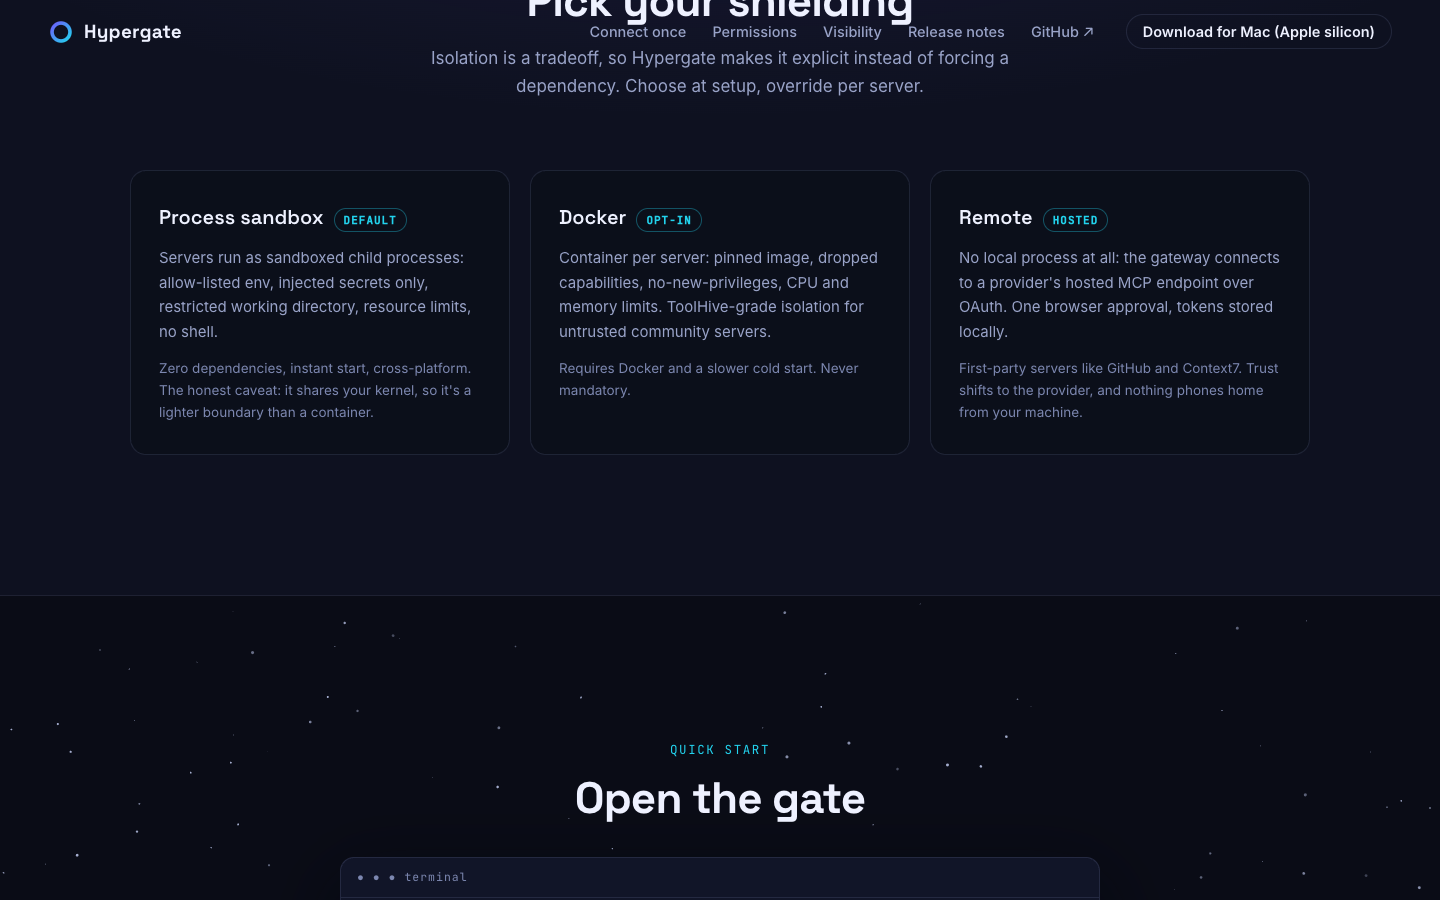 Pick your shielding
Hypergate
Connect once
Permissions
Visibility
Release notes
GitHub ↗
Download for Mac (Apple silicon)
Isolation is a tradeoff, so Hypergate makes it explicit instead of forcing a
dependency. Choose at setup, override per server.
Process sandbox
DEFAULT
Servers run as sandboxed child processes:
allow-listed env, injected secrets only,
restricted working directory, resource limits,
no shell.
Zero dependencies, instant start, cross-platform.
The honest caveat: it shares your kernel, so it's a
lighter boundary than a container.
Docker
OPT-IN
Container per server: pinned image, dropped
capabilities, no-new-privileges, CPU and
memory limits. ToolHive-grade isolation for
untrusted community servers.
Requires Docker and a slower cold start. Never
mandatory.
Remote
HOSTED
No local process at all: the gateway connects
to a provider's hosted MCP endpoint over
OAuth. One browser approval, tokens stored
locally.
First-party servers like GitHub and Context7. Trust
shifts to the provider, and nothing phones home
from your machine.
QUICK START
Open the gate
terminal